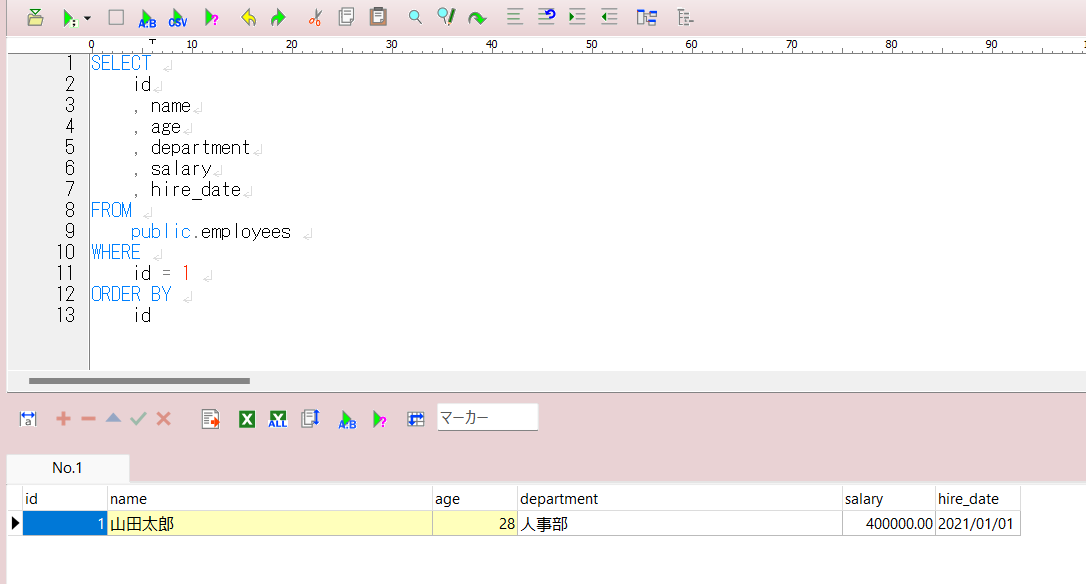 A:B CSV ?
0 10 20 30 40 50 60 70 80 90
1 SELECT
2 id
3 , name
4 , age
5 , department
6 , salary
7 , hire_date
8 FROM
9 public.employees
10 WHERE
11 id = 1
12 ORDER BY
13 id
a X X ALL A:B ? マーカー
No.1
id name age department salary hire_date
1 山田太郎 28 人事部 400000.00 2021/01/01